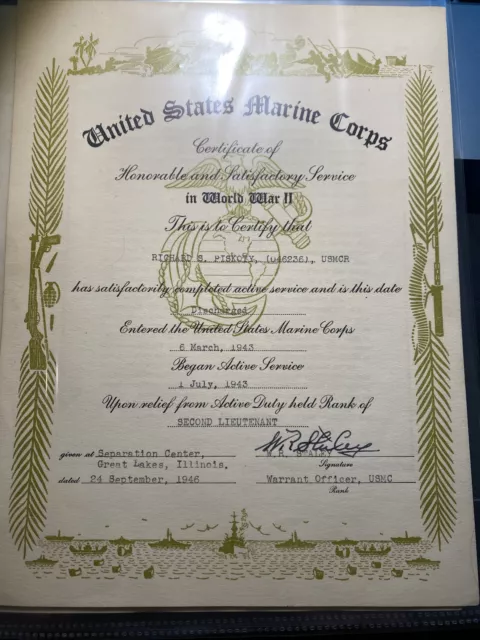 United States Marine Corps
Certificate of
Honorable and Satisfactory Service
in World War II
This is to Certify that
RICHARD S. PISKOTY, (046236), USMCR
has satisfactorily completed active service and is this date
Discharged
Entered the United States Marine Corps
6 March, 1943
Began Active Service
1 July, 1943
Upon relief from Active Duty held Rank of
SECOND LIEUTENANT
given at Separation Center,
Great Lakes, Illinois.
W.R. SEALEY
Signature
dated 24 September, 1946
Warrant Officer, USMC
Rank